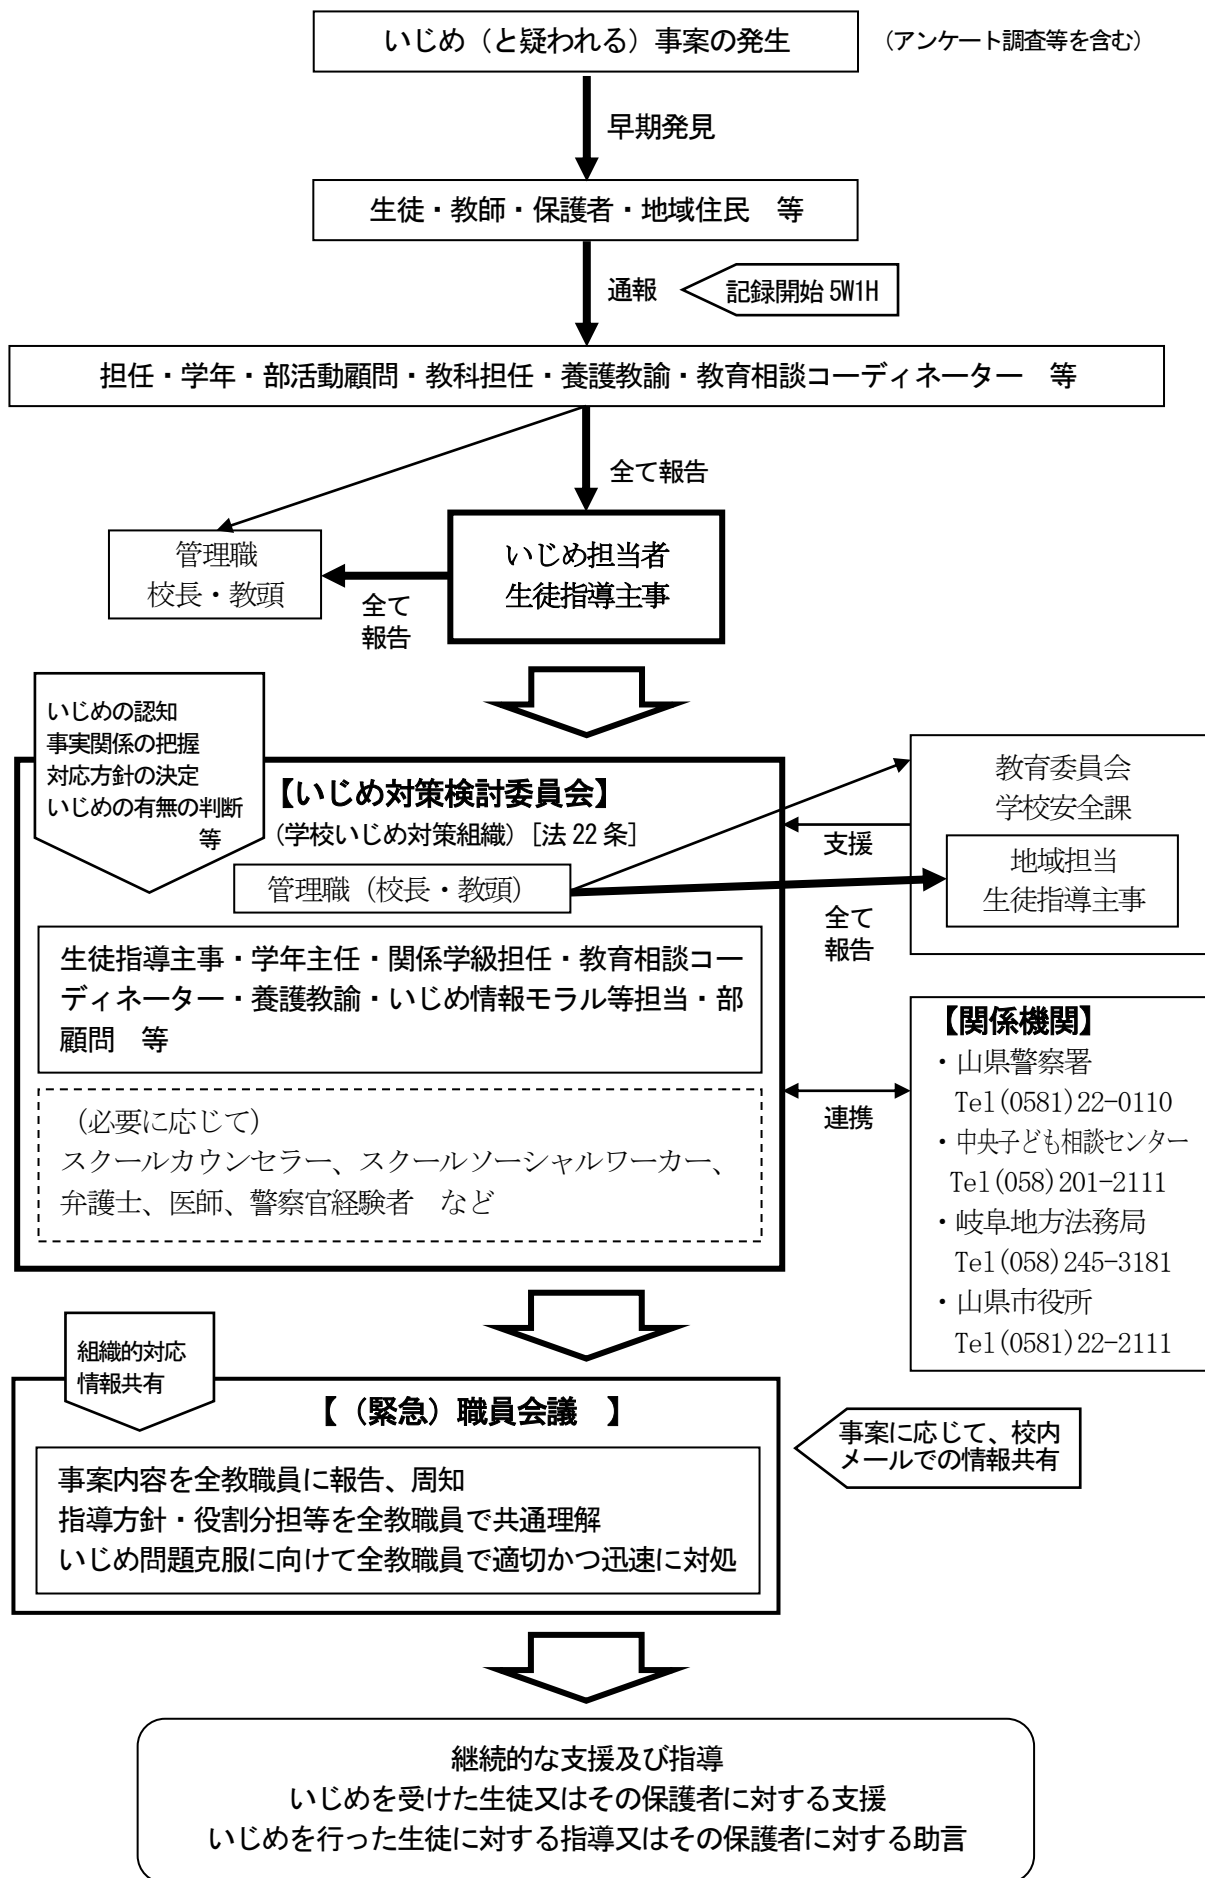 いじめ（と疑われる）事案の発生
（アンケート調査等を含む）
早期発見
生徒・教師・保護者・地域住民　等
通報
記録開始 5W1H
担任・学年・部活動顧問・教科担任・養護教諭・教育相談コーディネーター　等
全て報告
管理職
校長・教頭
いじめ担当者
生徒指導主事
全て
報告
いじめの認知
事実関係の把握
対応方針の決定
いじめの有無の判断
等
【いじめ対策検討委員会】
（学校いじめ対策組織）［法 22 条］
管理職（校長・教頭）
生徒指導主事・学年主任・関係学級担任・教育相談コー
ディネーター・養護教諭・いじめ情報モラル等担当・部
顧問　等
（必要に応じて）
スクールカウンセラー、スクールソーシャルワーカー、
弁護士、医師、警察官経験者　など
支援
全て
報告
教育委員会
学校安全課
地域担当
生徒指導主事
連携
【関係機関】
・山県警察署
Tel(0581)22-0110
・中央子ども相談センター
Tel(058)201-2111
・岐阜地方法務局
Tel(058)245-3181
・山県市役所
Tel(0581)22-2111
組織的対応
情報共有
【（緊急）職員会議　】
事案内容を全教職員に報告、周知
指導方針・役割分担等を全教職員で共通理解
いじめ問題克服に向けて全教職員で適切かつ迅速に対処
事案に応じて、校内
メールでの情報共有
継続的な支援及び指導
いじめを受けた生徒又はその保護者に対する支援
いじめを行った生徒に対する指導又はその保護者に対する助言